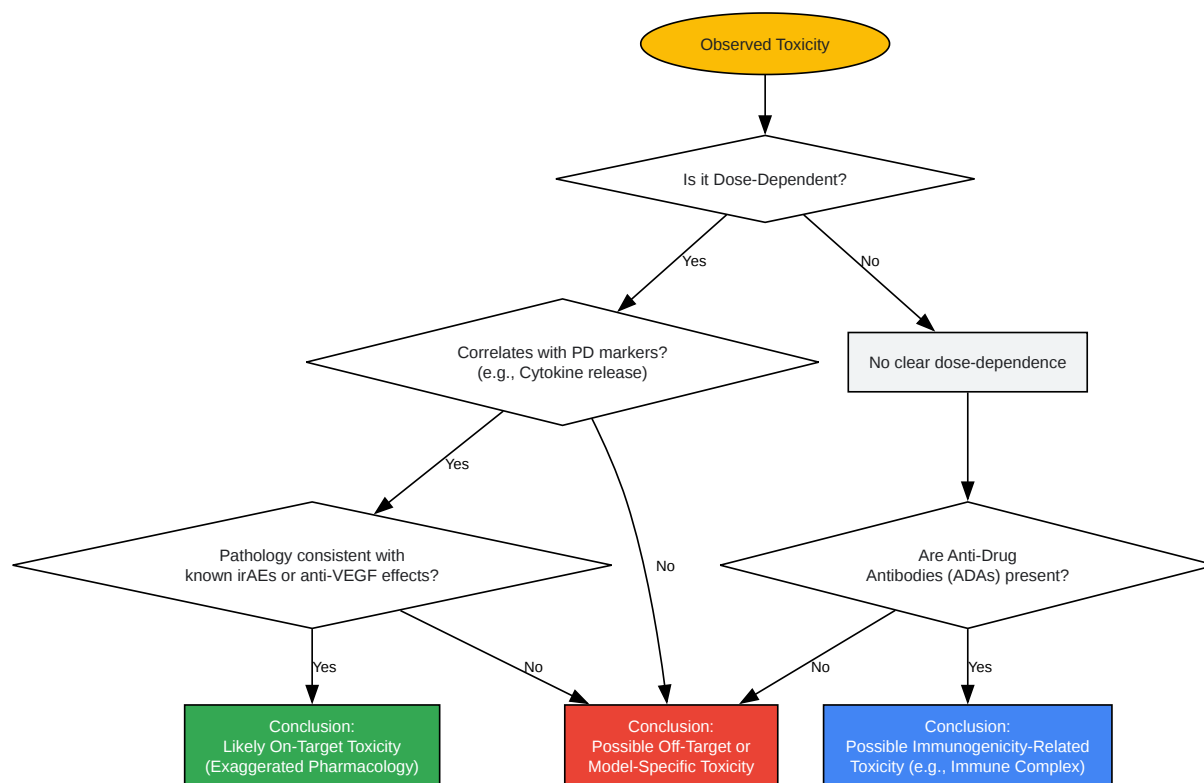 Observed Toxicity
Is it Dose-Dependent?
Yes
No
Correlates with PD markers?
(e.g., Cytokine release)
No clear dose-dependence
Yes
No
Pathology consistent with
known irAEs or anti-VEGF effects?
Are Anti-Drug
Antibodies (ADAs) present?
Yes
No
No
Yes
Conclusion:
Likely On-Target Toxicity
(Exaggerated Pharmacology)
Conclusion:
Possible Off-Target or
Model-Specific Toxicity
Conclusion:
Possible Immunogenicity-Related
Toxicity (e.g., Immune Complex)